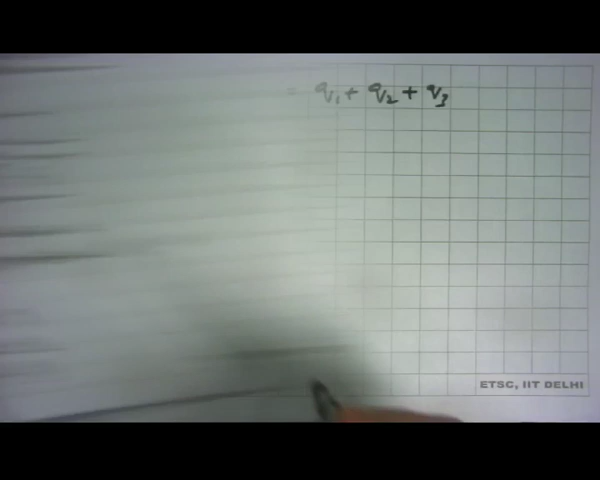 = q₁ + q₂ + q₃
ETSC, IIT DELHI